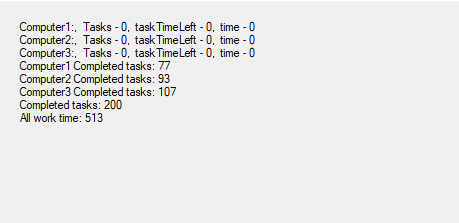 Computer1:,  Tasks - 0,  taskTimeLeft - 0,  time - 0
Computer2:,  Tasks - 0,  taskTimeLeft - 0,  time - 0
Computer3:,  Tasks - 0,  taskTimeLeft - 0,  time - 0
Computer1 Completed tasks: 77
Computer2 Completed tasks: 93
Computer3 Completed tasks: 107
Completed tasks: 200
All work time: 513